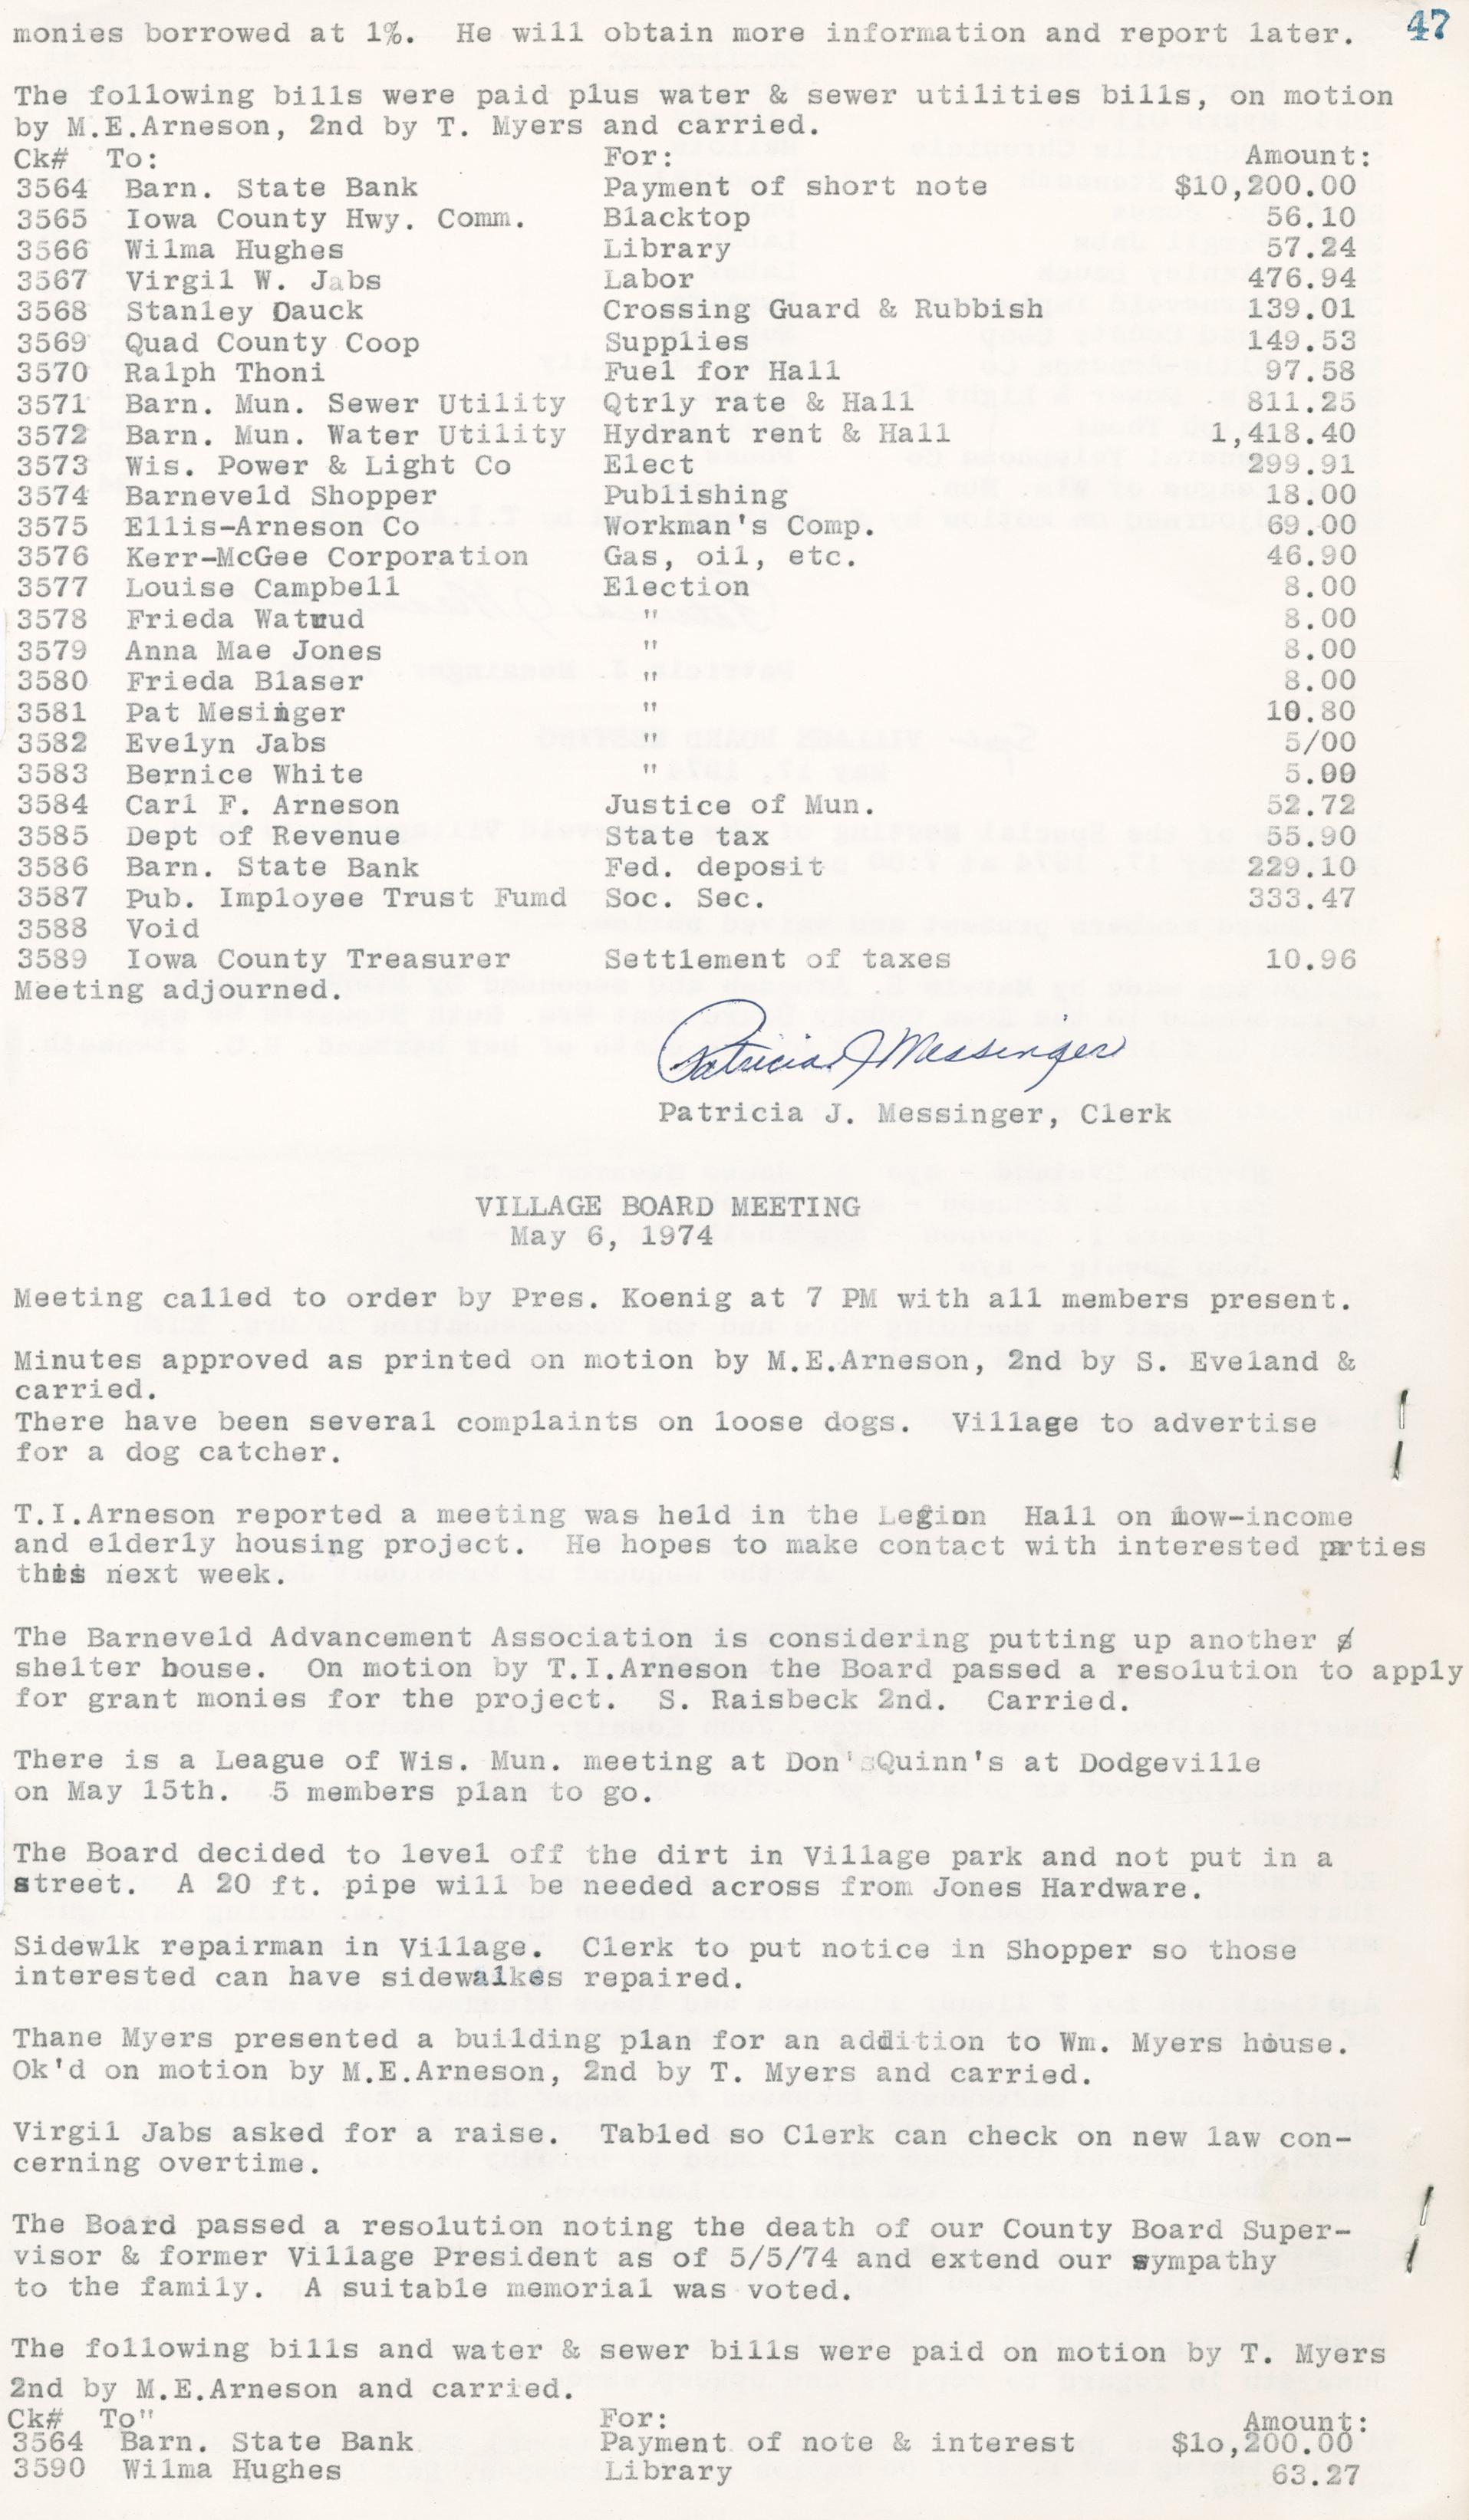 monies borrowed at 1%.  He will obtain more information and report later.  47
The following bills were paid plus water & sewer utilities bills, on motion
by M.E.Arneson, 2nd by T. Myers and carried.
Ck#  To:  For:  Amount:
3564  Barn. State Bank  Payment of short note  $10,200.00
3565  Iowa County Hwy. Comm.  Blacktop  56.10
3566  Wilma Hughes  Library  57.24
3567  Virgil W. Jabs  Labor  476.94
3568  Stanley Dauck  Crossing Guard & Rubbish  139.01
3569  Quad County Coop  Supplies  149.53
3570  Ralph Thoni  Fuel for Hall  97.58
3571  Barn. Mun. Sewer Utility  Qtrly rate & Hall  811.25
3572  Barn. Mun. Water Utility  Hydrant rent & Hall  1,418.40
3573  Wis. Power & Light Co  Elect  299.91
3574  Barneveld Shopper  Publishing  18.00
3575  Ellis-Arneson Co  Workman's Comp.  69.00
3576  Kerr-McGee Corporation  Gas, oil, etc.  46.90
3577  Louise Campbell  Election  8.00
3578  Frieda Watrud  "  8.00
3579  Anna Mae Jones  "  8.00
3580  Frieda Blaser  "  8.00
3581  Pat Mesinger  "  10.80
3582  Evelyn Jabs  "  5/00
3583  Bernice White  "  5.00
3584  Carl F. Arneson  Justice of Mun.  52.72
3585  Dept of Revenue  State tax  55.90
3586  Barn. State Bank  Fed. deposit  229.10
3587  Pub. Imployee Trust Fumd  Soc. Sec.  333.47
3588  Void
3589  Iowa County Treasurer  Settlement of taxes  10.96
Meeting adjourned.
Patricia J Messinger
Patricia J. Messinger, Clerk
VILLAGE BOARD MEETING
May 6, 1974
Meeting called to order by Pres. Koenig at 7 PM with all members present.
Minutes approved as printed on motion by M.E.Arneson, 2nd by S. Eveland &
carried.
There have been several complaints on loose dogs.  Village to advertise
for a dog catcher.
T.I.Arneson reported a meeting was held in the Legion  Hall on low-income
and elderly housing project.  He hopes to make contact with interested prties
this next week.
The Barneveld Advancement Association is considering putting up another
shelter house.  On motion by T.I.Arneson the Board passed a resolution to apply
for grant monies for the project.  S. Raisbeck 2nd.  Carried.
There is a League of Wis. Mun. meeting at Don'sQuinn's at Dodgeville
on May 15th.  5 members plan to go.
The Board decided to level off the dirt in Village park and not put in a
street.  A 20 ft. pipe will be needed across from Jones Hardware.
Sidewlk repairman in Village.  Clerk to put notice in Shopper so those
interested can have sidewalkes repaired.
Thane Myers presented a building plan for an addition to Wm. Myers house.
Ok'd on motion by M.E.Arneson, 2nd by T. Myers and carried.
Virgil Jabs asked for a raise.  Tabled so Clerk can check on new law con-
cerning overtime.
The Board passed a resolution noting the death of our County Board Super-
visor & former Village President as of 5/5/74 and extend our sympathy
to the family.  A suitable memorial was voted.
The following bills and water & sewer bills were paid on motion by T. Myers
2nd by M.E.Arneson and carried.
Ck#  To"  For:  Amount:
3564  Barn. State Bank  Payment of note & interest  $1o,200.00
3590  Wilma Hughes  Library  63.27